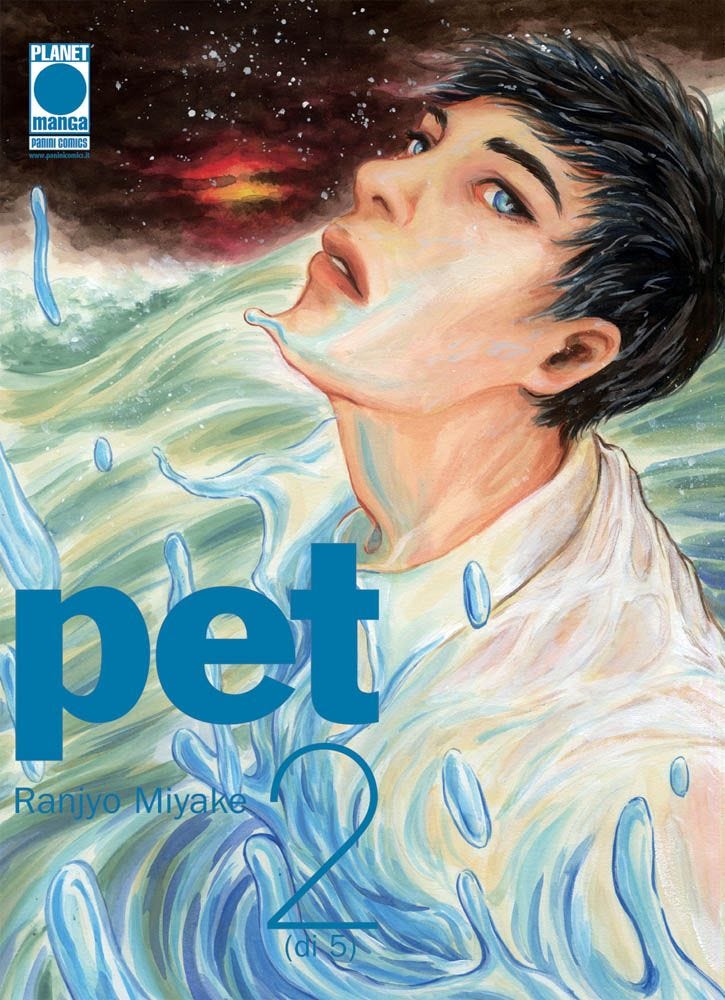 PLANET
manga
PANINI COMICS
www.paninicomics.it
pet
Ranjyo Miyake
2
(di 5)